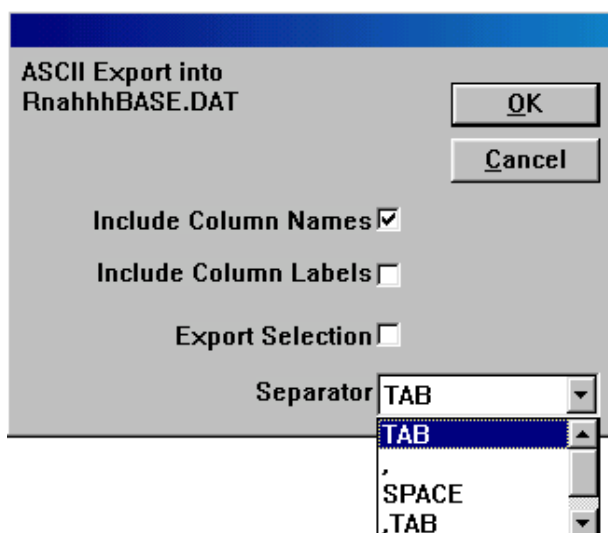 ASCII Export into
RnahhhBASE.DAT
OK
Cancel
Include Column Names
Include Column Labels
Export Selection
Separator TAB
TAB
,
SPACE
,TAB